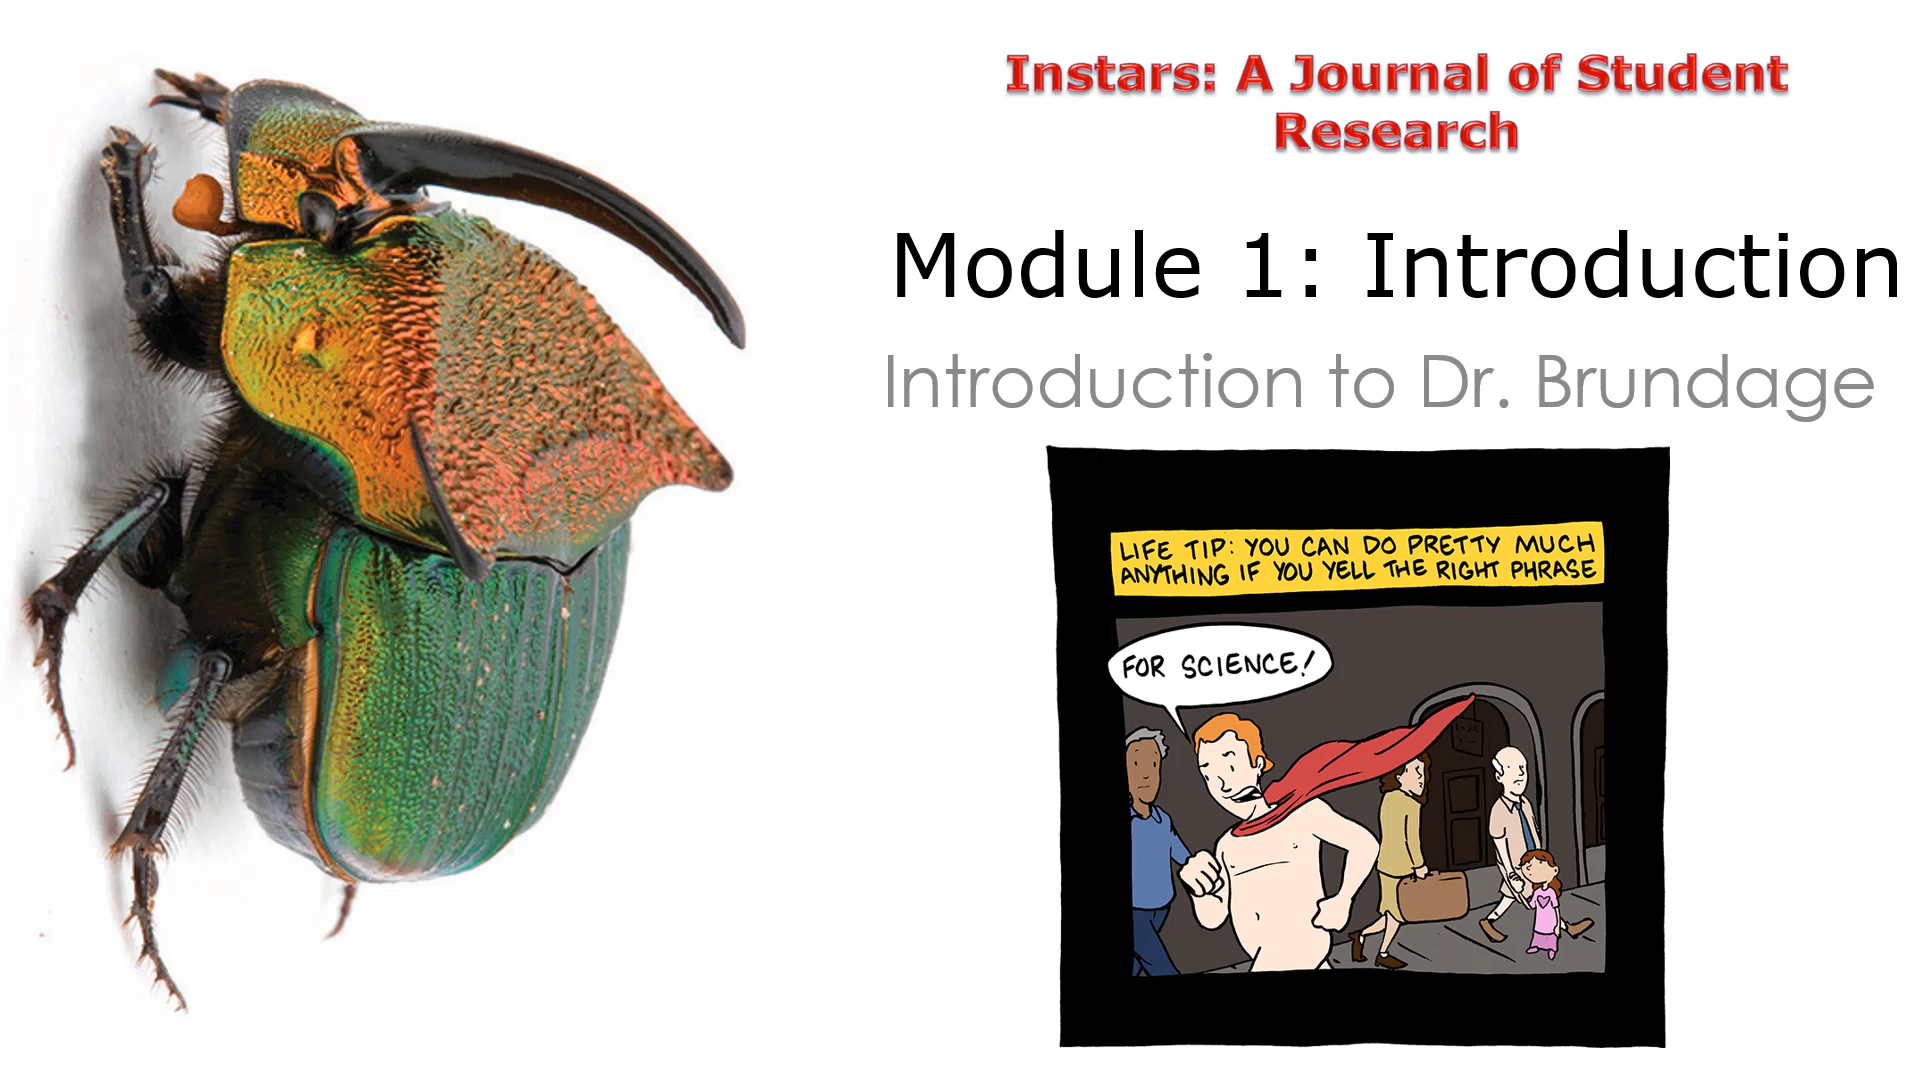 Instars: A Journal of Student
Research
Module 1: Introduction
Introduction to Dr. Brundage
LIFE TIP: YOU CAN DO PRETTY MUCH
ANYTHING IF YOU YELL THE RIGHT PHRASE
FOR SCIENCE!